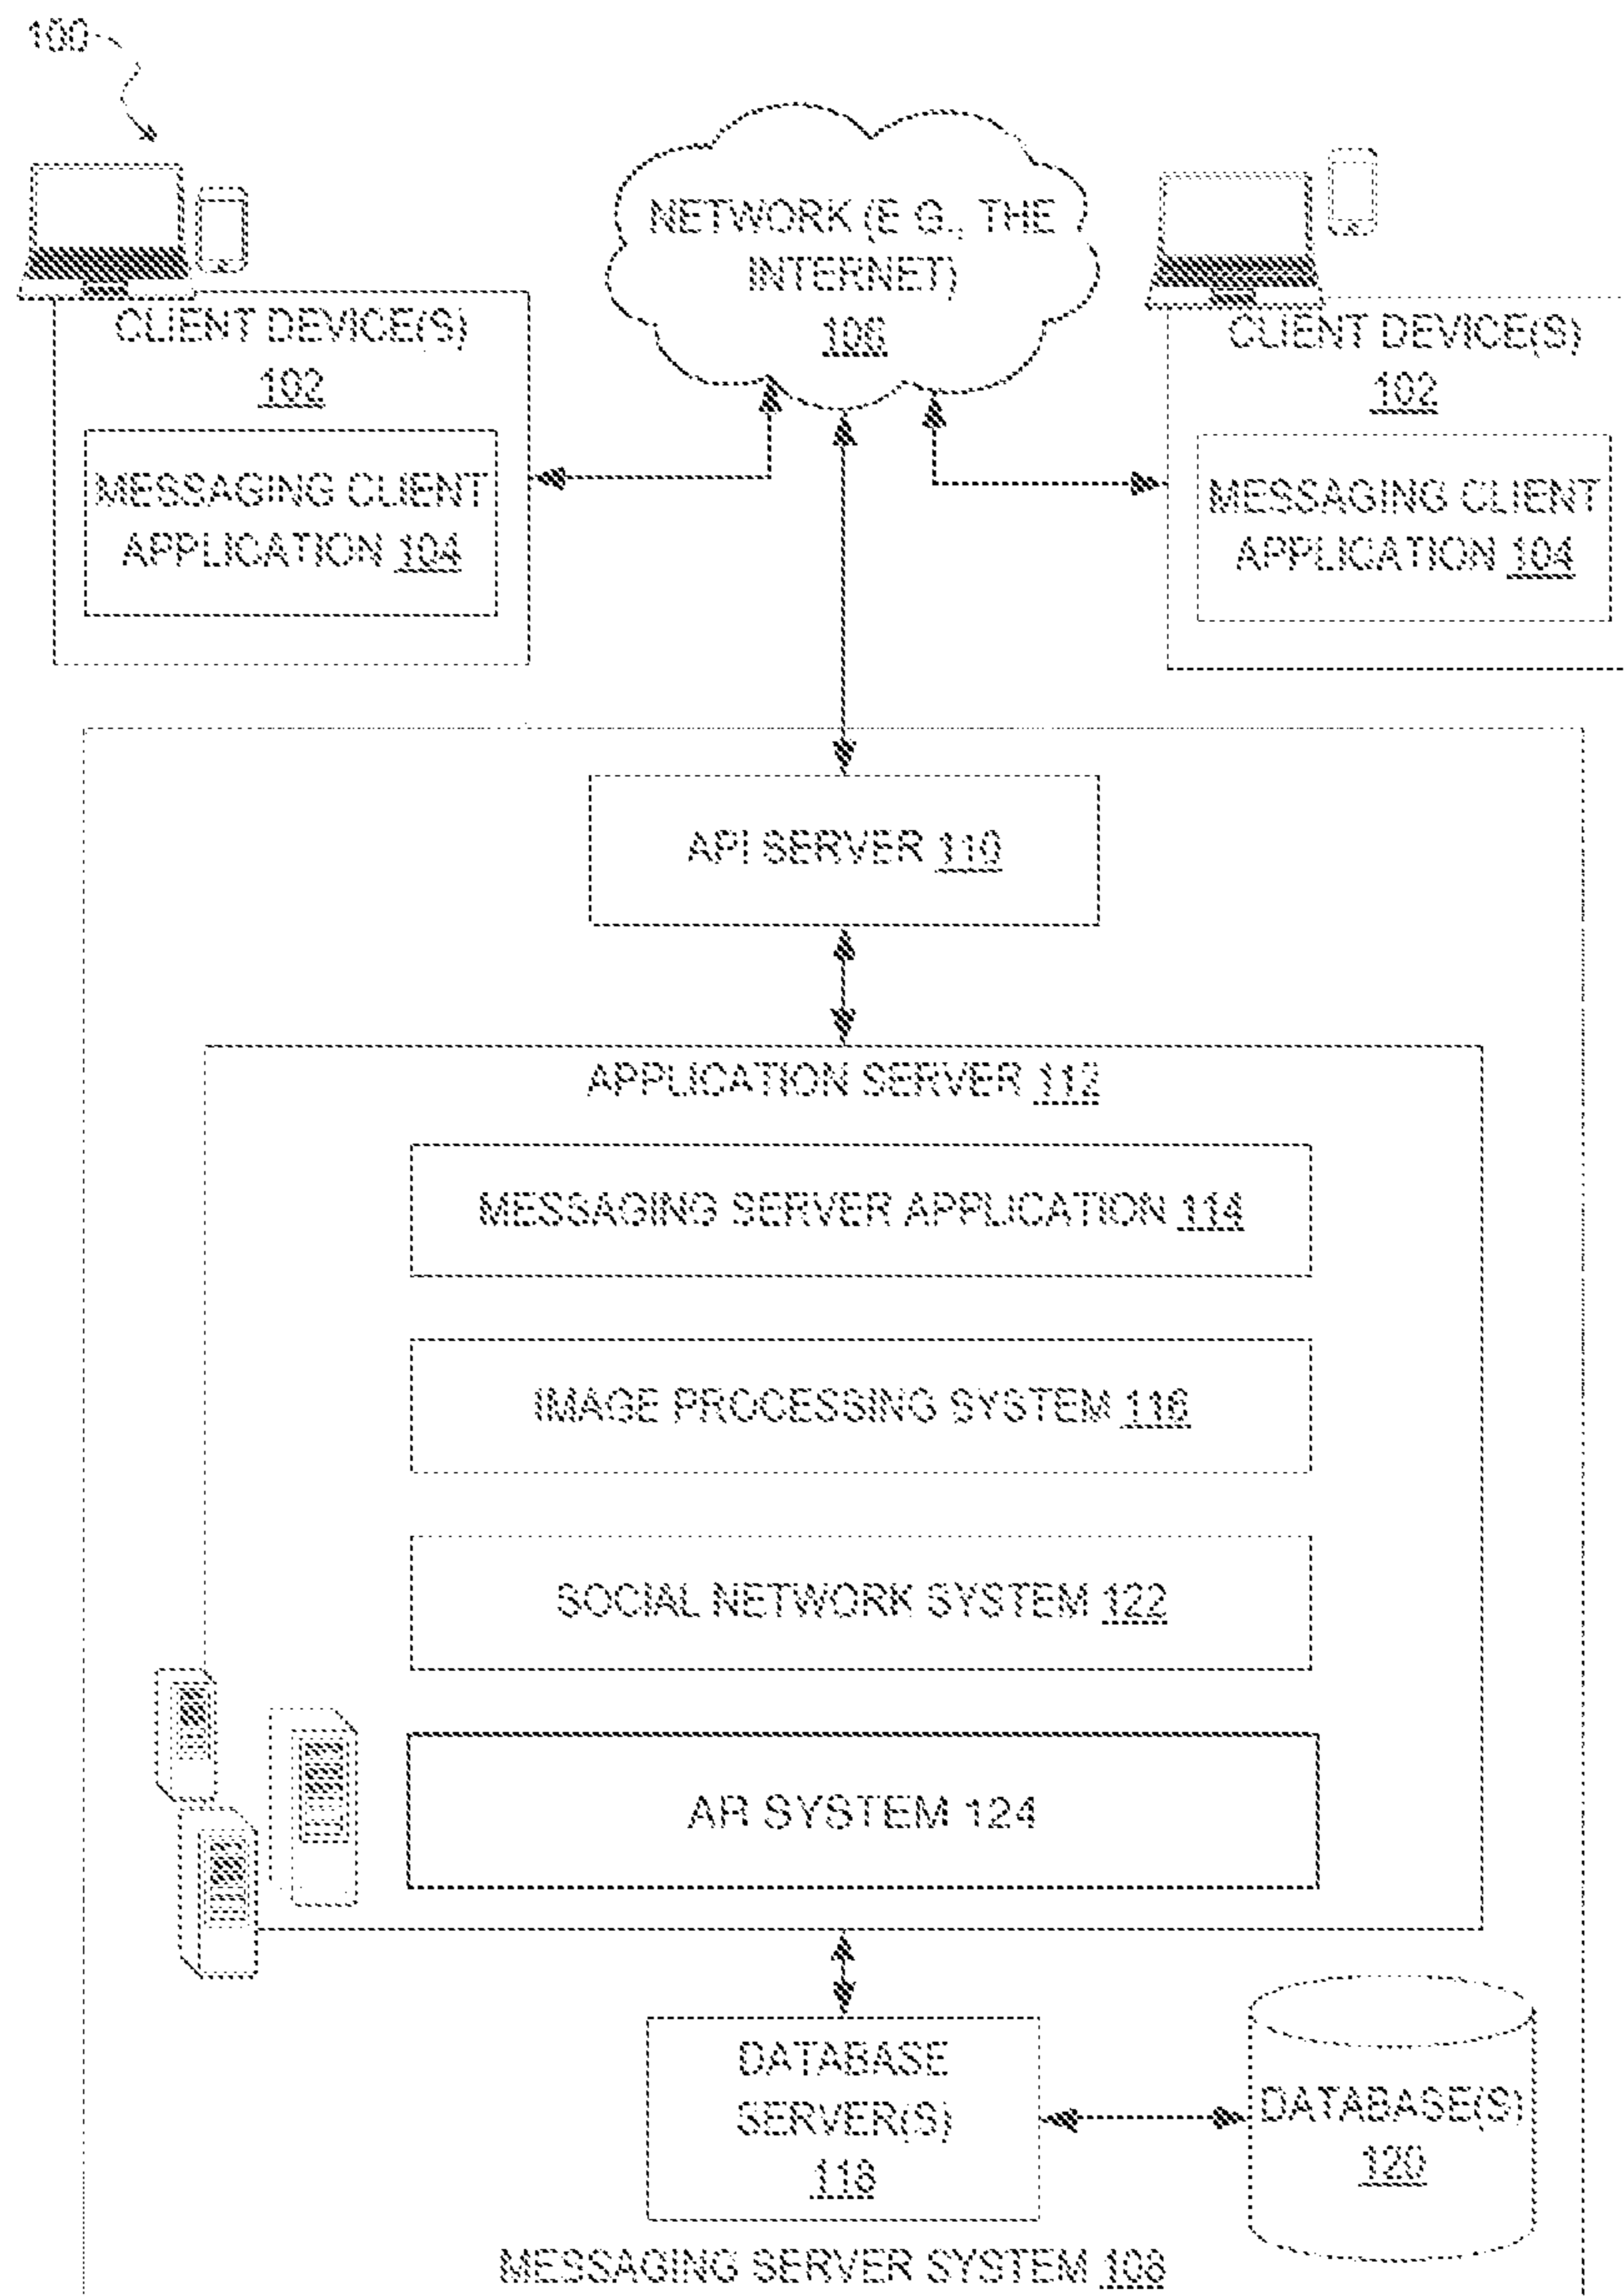 100
NETWORK (E.G., THE
INTERNET)
106
CLIENT DEVICE(S)
102
MESSAGING CLIENT
APPLICATION 104
CLIENT DEVICE(S)
102
MESSAGING CLIENT
APPLICATION 104
API SERVER 110
APPLICATION SERVER 112
MESSAGING SERVER APPLICATION 114
IMAGE PROCESSING SYSTEM 116
SOCIAL NETWORK SYSTEM 122
AR SYSTEM 124
DATABASE
SERVER(S)
118
DATABASE(S)
120
MESSAGING SERVER SYSTEM 108